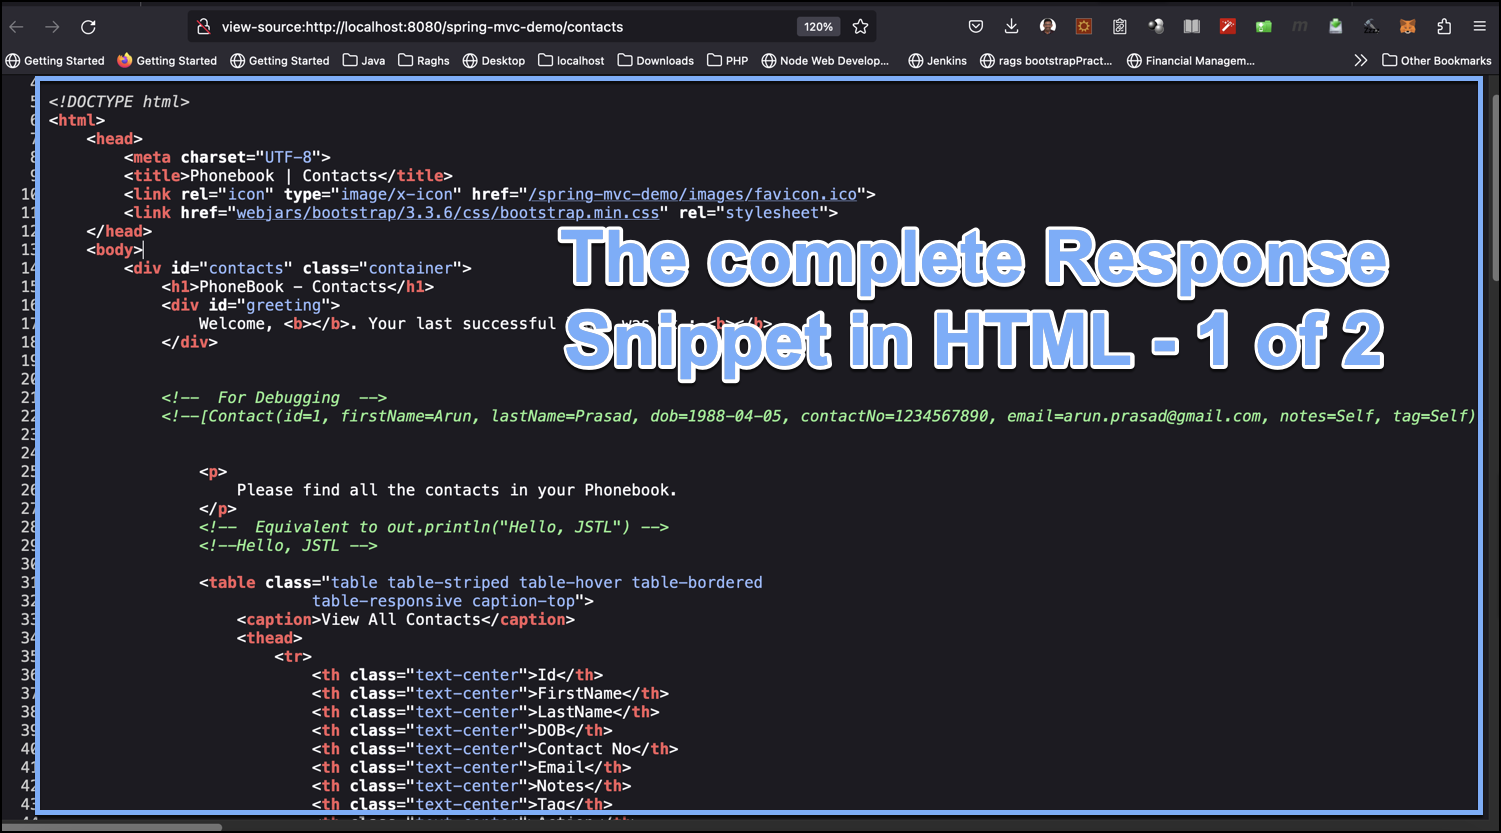 view-source:http://localhost:8080/spring-mvc-demo/contacts 120%
Getting Started Getting Started Getting Started Java Raghs Desktop localhost Downloads PHP Node Web Develop... Jenkins rags bootstrapPract... Financial Managem... Other Bookmarks
5 <!DOCTYPE html>
6 <html>
7 <head>
8 <meta charset="UTF-8">
9 <title>Phonebook | Contacts</title>
10 <link rel="icon" type="image/x-icon" href="/spring-mvc-demo/images/favicon.ico">
11 <link href="webjars/bootstrap/3.3.6/css/bootstrap.min.css" rel="stylesheet">
12 </head>
13 <body>
14 <div id="contacts" class="container">
15 <h1>PhoneBook - Contacts</h1>
16 <div id="greeting">
17 Welcome, <b></b>. Your last successful
18 </div>
The complete Response
Snippet in HTML - 1 of 2
19
20
21 <!-- For Debugging -->
22 <!--[Contact(id=1, firstName=Arun, lastName=Prasad, dob=1988-04-05, contactNo=1234567890, email=arun.prasad@gmail.com, notes=Self, tag=Self)
23
24
25 <p>
26 Please find all the contacts in your Phonebook.
27 </p>
28 <!-- Equivalent to out.println("Hello, JSTL") -->
29 <!--Hello, JSTL -->
30
31 <table class="table table-striped table-hover table-bordered
32 table-responsive caption-top">
33 <caption>View All Contacts</caption>
34 <thead>
35 <tr>
36 <th class="text-center">Id</th>
37 <th class="text-center">FirstName</th>
38 <th class="text-center">LastName</th>
39 <th class="text-center">DOB</th>
40 <th class="text-center">Contact No</th>
41 <th class="text-center">Email</th>
42 <th class="text-center">Notes</th>
43 <th class="text-center">Tag</th>